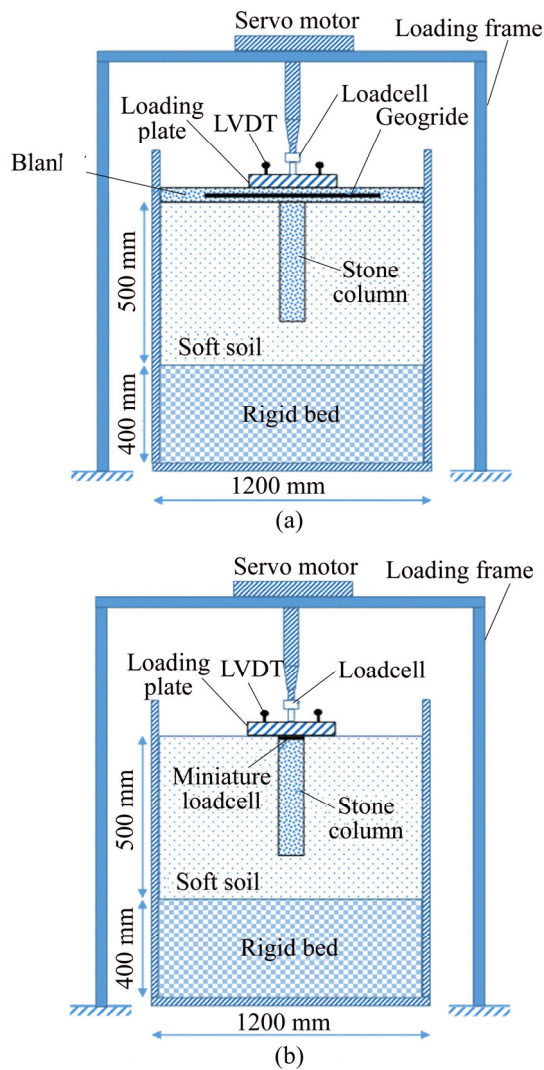 Servo motor
Loading frame
Loading
plate
LVDT
Loadcell
Geogride
Blanl
500 mm
Stone
column
Soft soil
400 mm
Rigid bed
1200 mm
(a)
Servo motor
Loading frame
Loading
plate
LVDT
Loadcell
Miniature
loadcell
500 mm
Stone
column
Soft soil
400 mm
Rigid bed
1200 mm
(b)